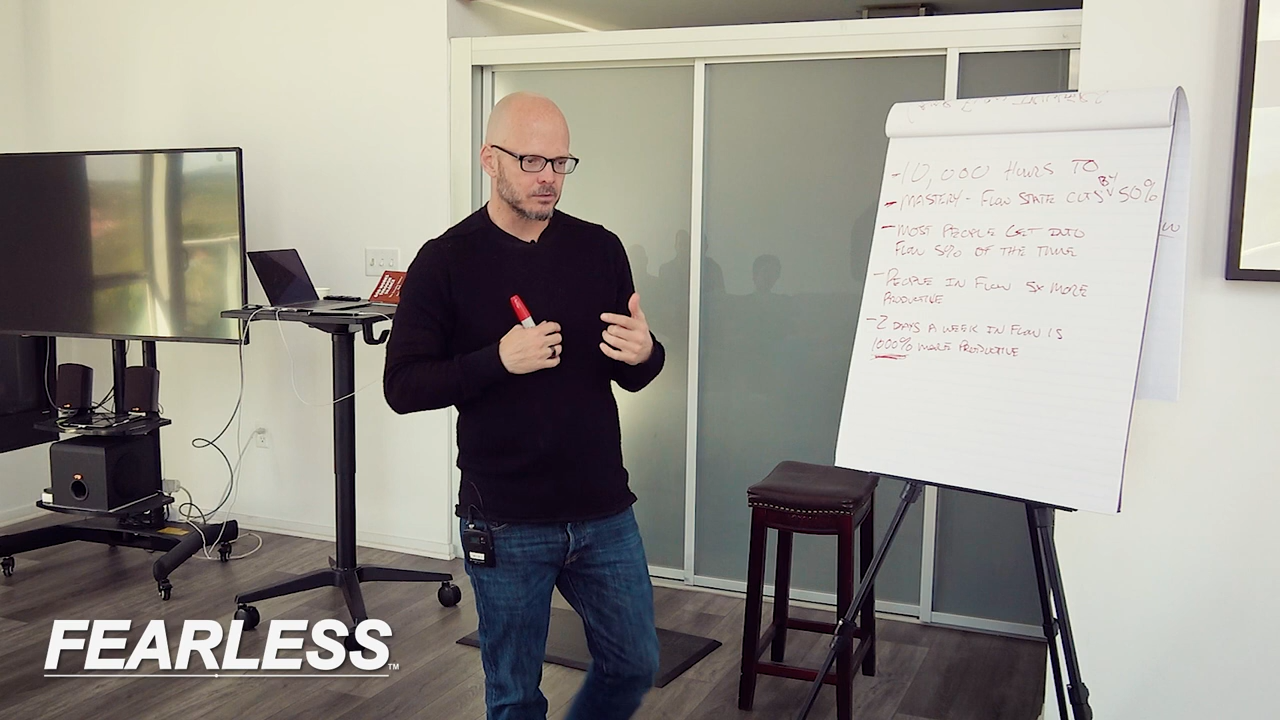 - 10,000 HOURS TO
- MASTERY - FLOW STATE CUTS BY 50%
- MOST PEOPLE GET INTO
FLOW 5% OF THE TIME
- PEOPLE IN FLOW 5X MORE
PRODUCTIVE
- 2 DAYS A WEEK IN FLOW IS
1000% MORE PRODUCTIVE
FEARLESS™